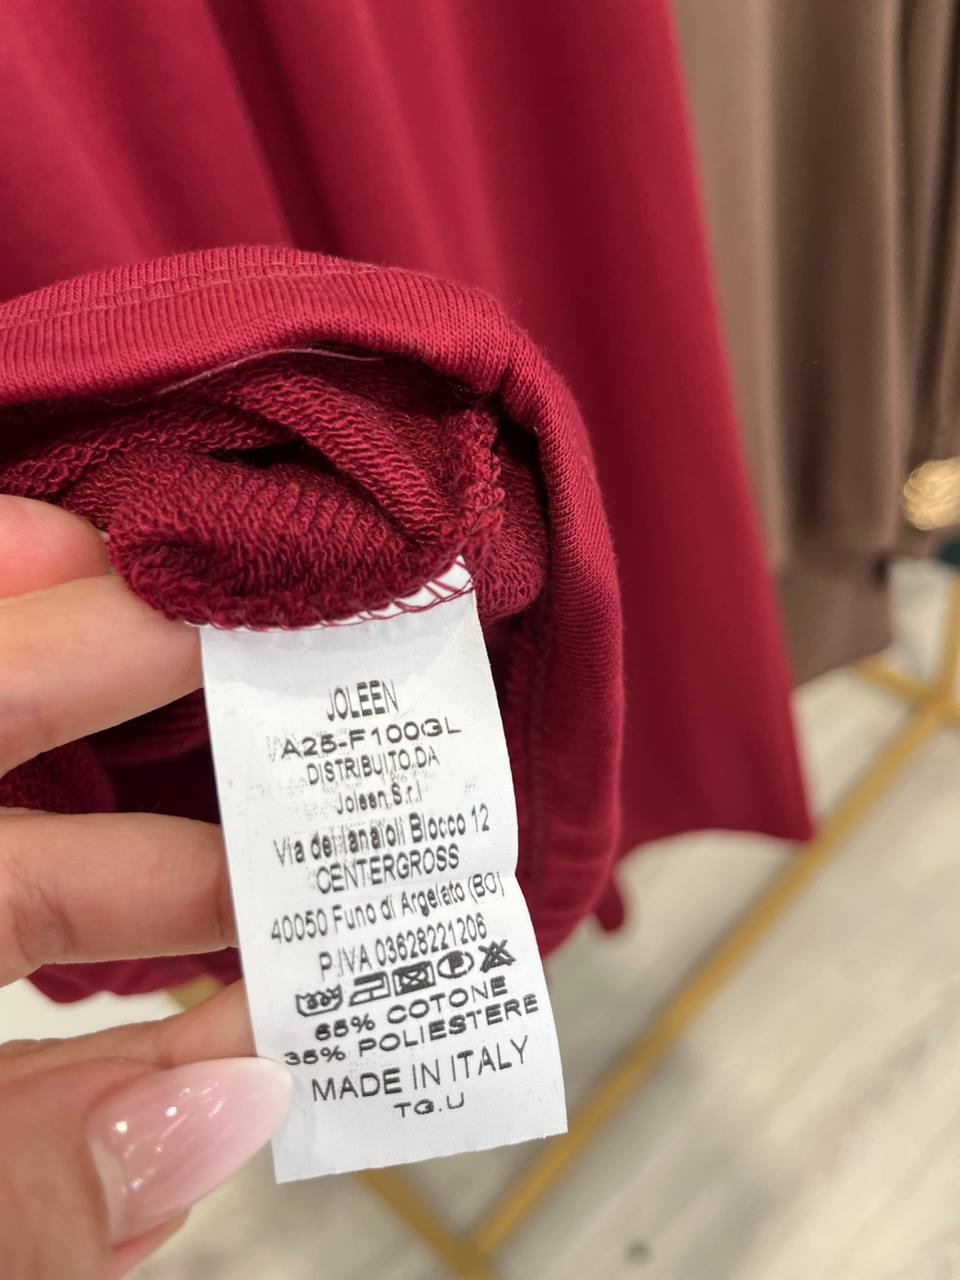 JOLEEN
A25-F100GL
DISTRIBUITO DA
Joleen S.r.l
Via dei lanaioli Blocco 12
CENTERGROSS
40050 Funo di Argelato (BO)
P.IVA 03628221206
65% COTONE
35% POLIESTERE
MADE IN ITALY
TG.U